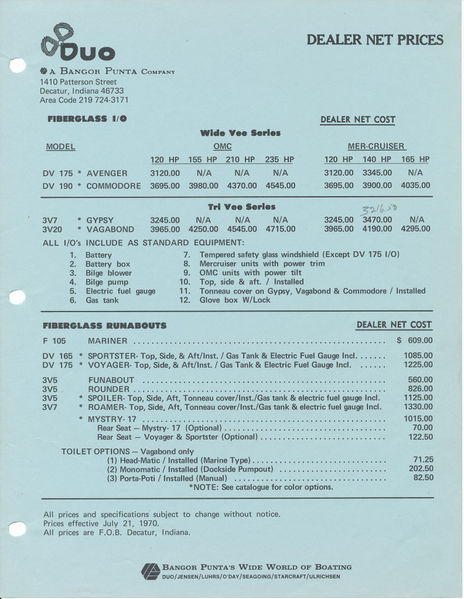 DUO
DEALER NET PRICES
A BANGOR PUNTA COMPANY
1410 Patterson Street
Decatur, Indiana 46733
Area Code 219 724-3171
FIBERGLASS I/O DEALER NET COST
Wide Vee Series
MODEL OMC MER-CRUISER
120 HP 155 HP 210 HP 235 HP 120 HP 140 HP 165 HP
DV 175 * AVENGER 3120.00 N/A N/A N/A 3120.00 3345.00 N/A
DV 190 * COMMODORE 3695.00 3980.00 4370.00 4545.00 3695.00 3900.00 4035.00
Tri Vee Series
3V7 * GYPSY 3245.00 N/A N/A N/A 3245.00 3470.00 N/A
3V20 * VAGABOND 3965.00 4250.00 4545.00 4715.00 3965.00 4190.00 4295.00
ALL I/O's INCLUDE AS STANDARD EQUIPMENT:
1. Battery
2. Battery box
3. Bilge blower
4. Bilge pump
5. Electric fuel gauge
6. Gas tank
7. Tempered safety glass windshield (Except DV 175 I/O)
8. Mercruiser units with power trim
9. OMC units with power tilt
10. Top, side & aft. / Installed
11. Tonneau cover on Gypsy, Vagabond & Commodore / Installed
12. Glove box W/Lock
FIBERGLASS RUNABOUTS DEALER NET COST
F 105 MARINER $ 609.00
DV 165 * SPORTSTER- Top, Side, & Aft/Inst. / Gas Tank & Electric Fuel Gauge Incl. ...... 1085.00
DV 175 * VOYAGER- Top, Side, & Aft/Inst. / Gas Tank & Electric Fuel Gauge Incl. ....... 1225.00
3V5 FUNABOUT 560.00
3V5 ROUNDER 826.00
3V5 * SPOILER- Top, Side, Aft, Tonneau cover/Inst./Gas tank & electric fuel gauge Incl. 1125.00
3V7 * ROAMER- Top, Side, Aft, Tonneau cover/Inst./Gas tank & electric fuel gauge Incl. 1330.00
* MYSTRY- 17 1015.00
Rear Seat – Mystry- 17 (Optional) 70.00
Rear Seat – Voyager & Sportster (Optional) 122.50
TOILET OPTIONS – Vagabond only
(1) Head-Matic / Installed (Marine Type) 71.25
(2) Monomatic / Installed (Dockside Pumpout) 202.50
(3) Porta-Poti / Installed (Manual) 82.50
*NOTE: See catalogue for color options.
All prices and specifications subject to change without notice.
Prices effective July 21, 1970.
All prices are F.O.B. Decatur, Indiana.
BANGOR PUNTA'S WIDE WORLD OF BOATING
DUO/JENSEN/LUHRS/O'DAY/SEAGOING/STARCRAFT/ULRICHSEN